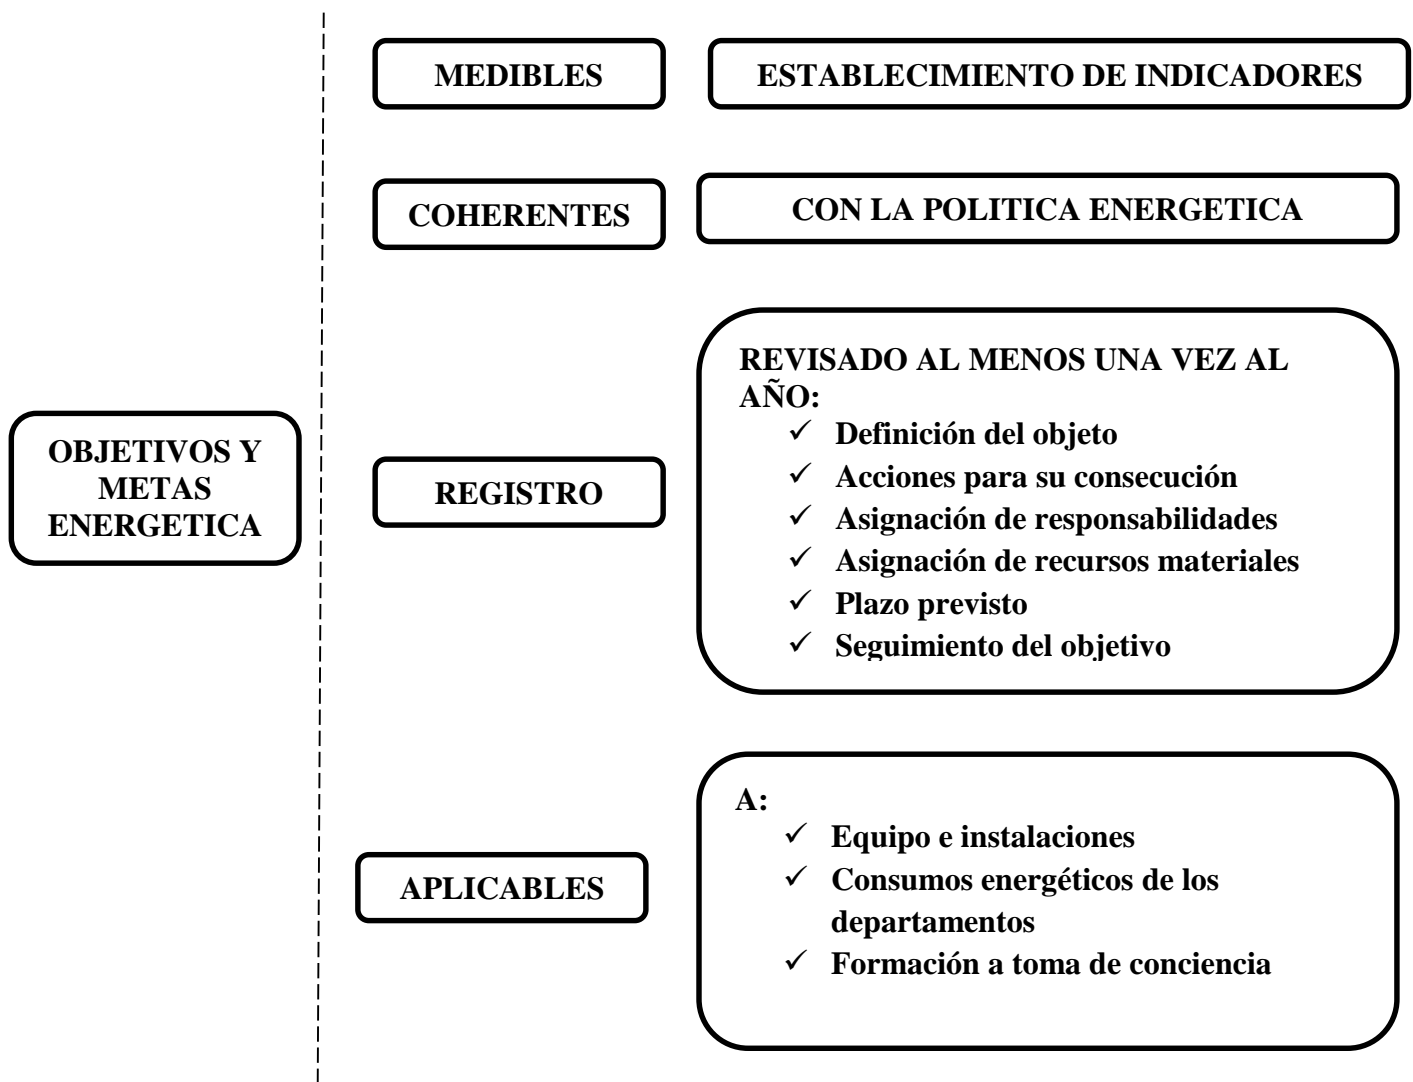 MEDIBLES
ESTABLECIMIENTO DE INDICADORES
COHERENTES
CON LA POLITICA ENERGETICA
OBJETIVOS Y
METAS
ENERGETICA
REGISTRO
REVISADO AL MENOS UNA VEZ AL
AÑO:
✓ Definición del objeto
✓ Acciones para su consecución
✓ Asignación de responsabilidades
✓ Asignación de recursos materiales
✓ Plazo previsto
✓ Seguimiento del objetivo
APLICABLES
A:
✓ Equipo e instalaciones
✓ Consumos energéticos de los
departamentos
✓ Formación a toma de conciencia